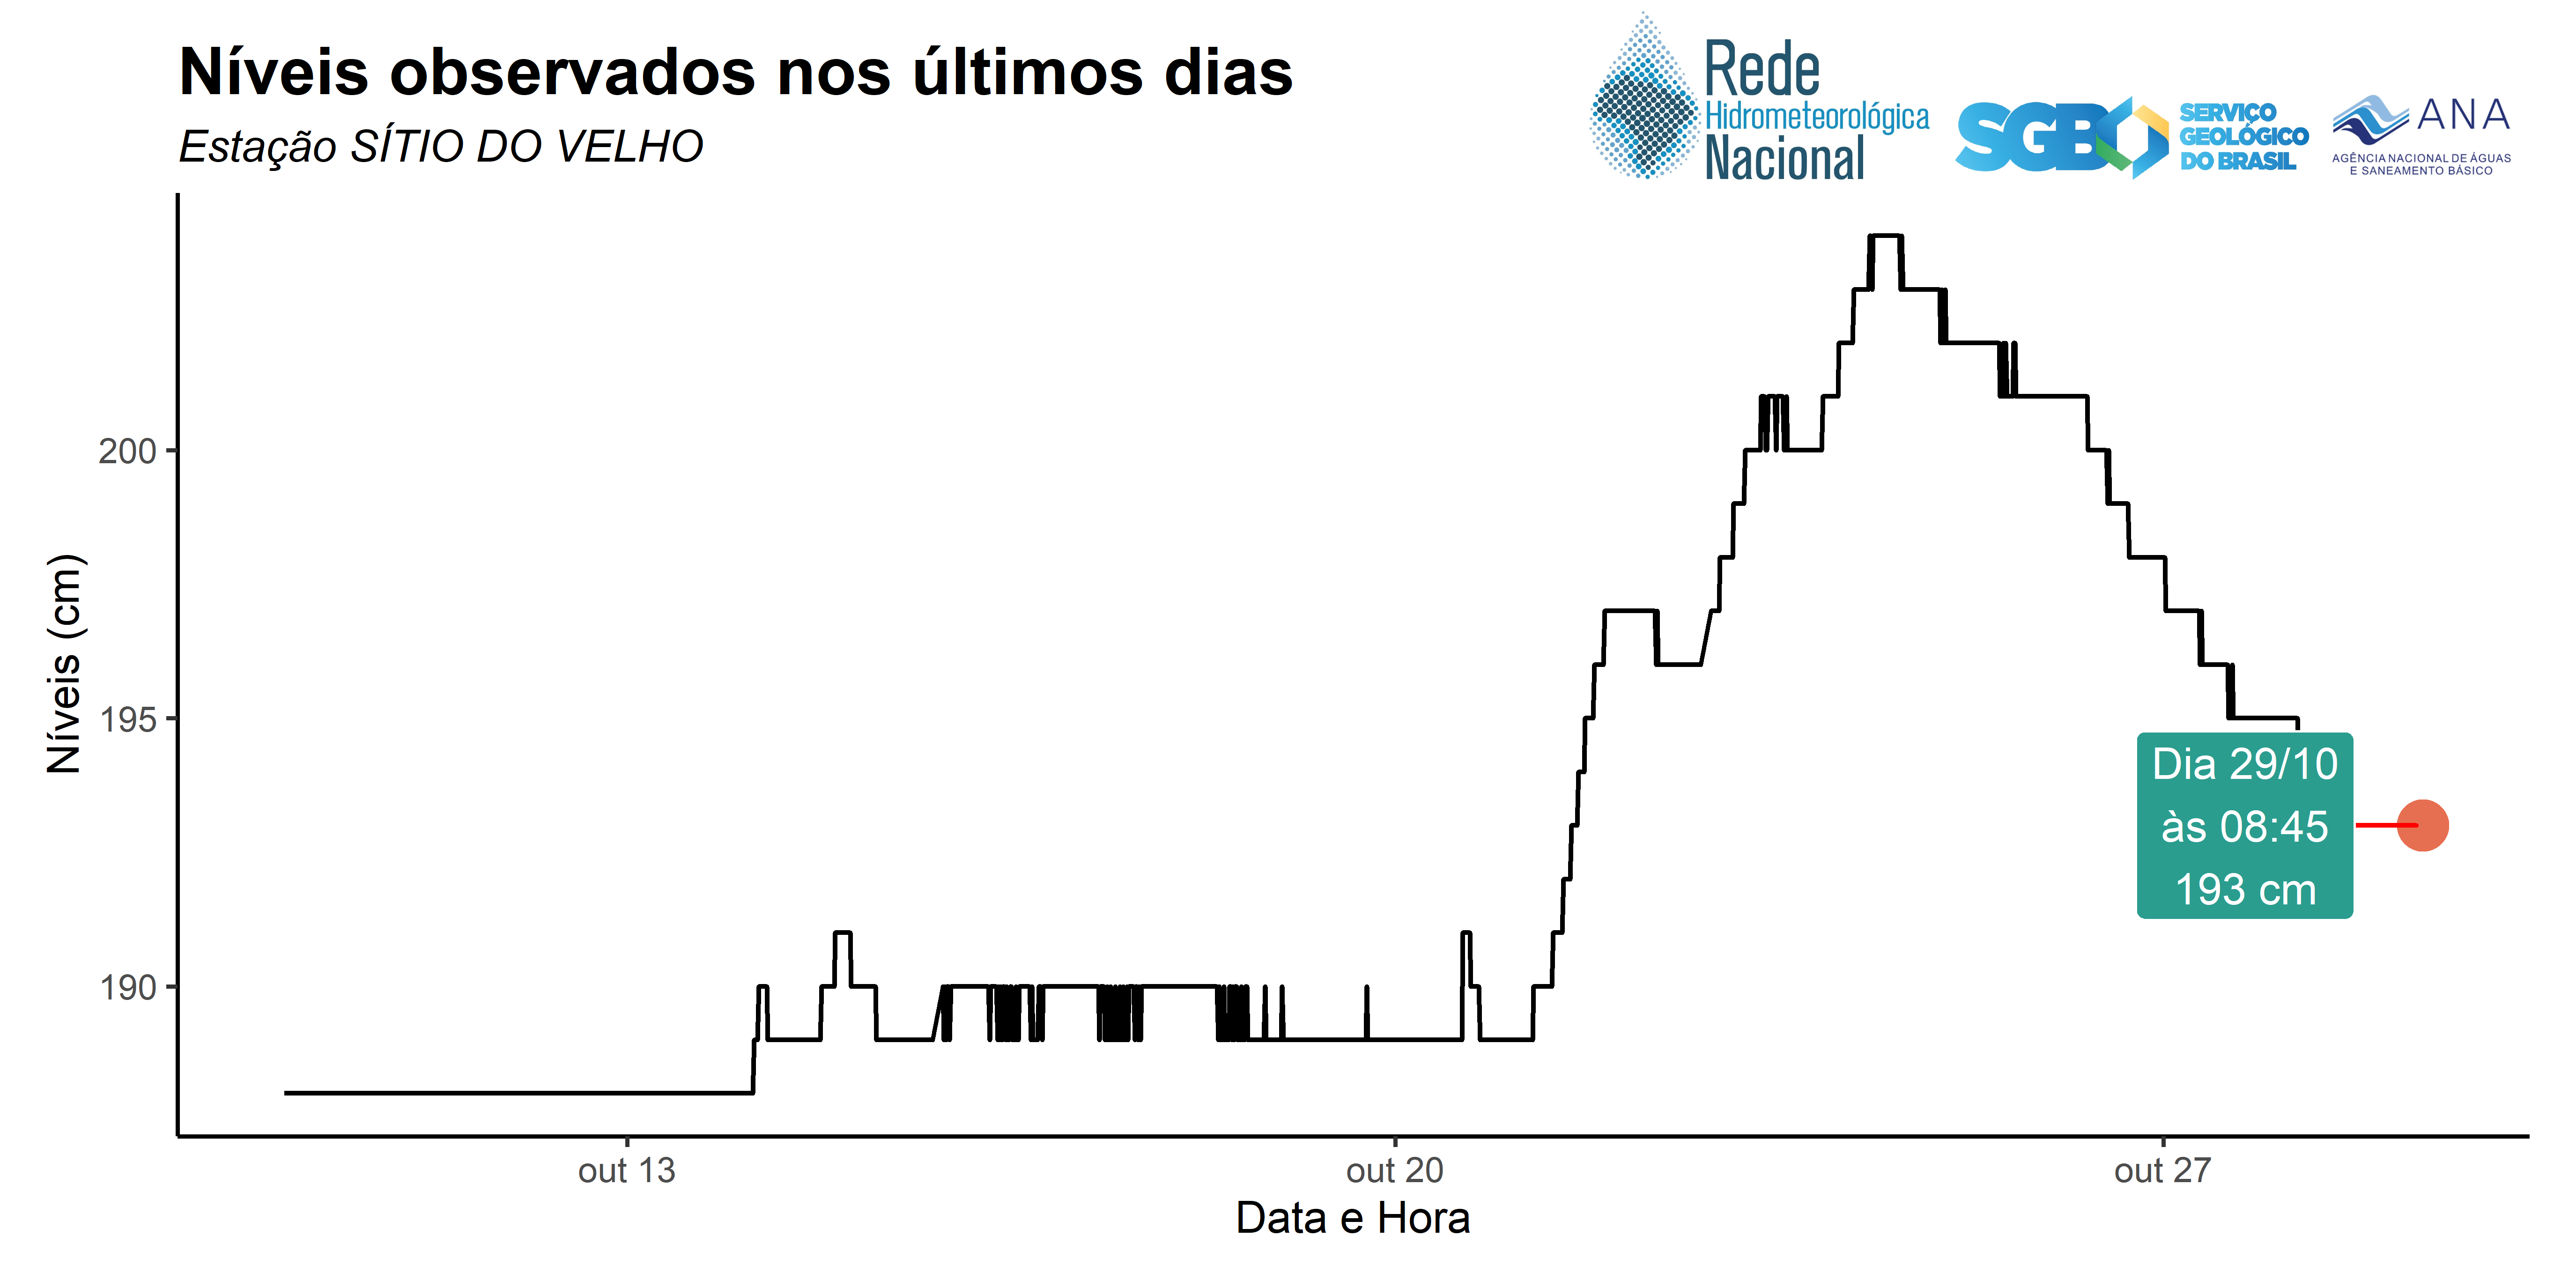 Níveis observados nos últimos dias
Estação SÍTIO DO VELHO
Rede
Hidrometeorológica
Nacional
SGB
SERVIÇO
GEOLÓGICO
DO BRASIL
ANA
AGÊNCIA NACIONAL DE ÁGUAS
E SANEAMENTO BÁSICO
Níveis (cm)
200
195
190
Dia 29/10
às 08:45
193 cm
out 13
out 20
out 27
Data e Hora